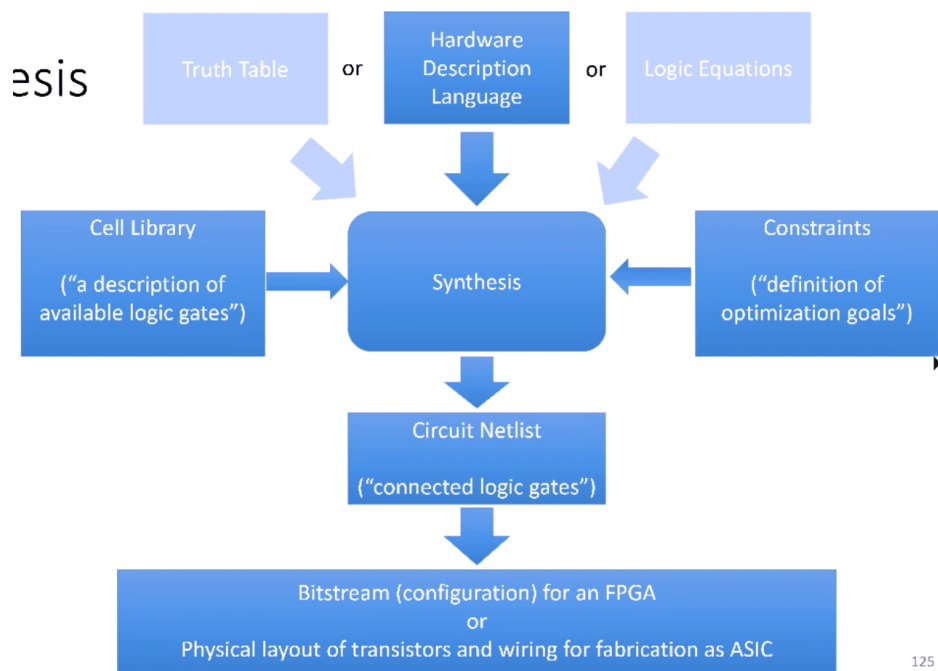 esis
Truth Table
or
Hardware
Description
Language
or
Logic Equations
Cell Library
(“a description of
available logic gates”)
Synthesis
Constraints
(“definition of
optimization goals”)
Circuit Netlist
(“connected logic gates”)
Bitstream (configuration) for an FPGA
or
Physical layout of transistors and wiring for fabrication as ASIC
125